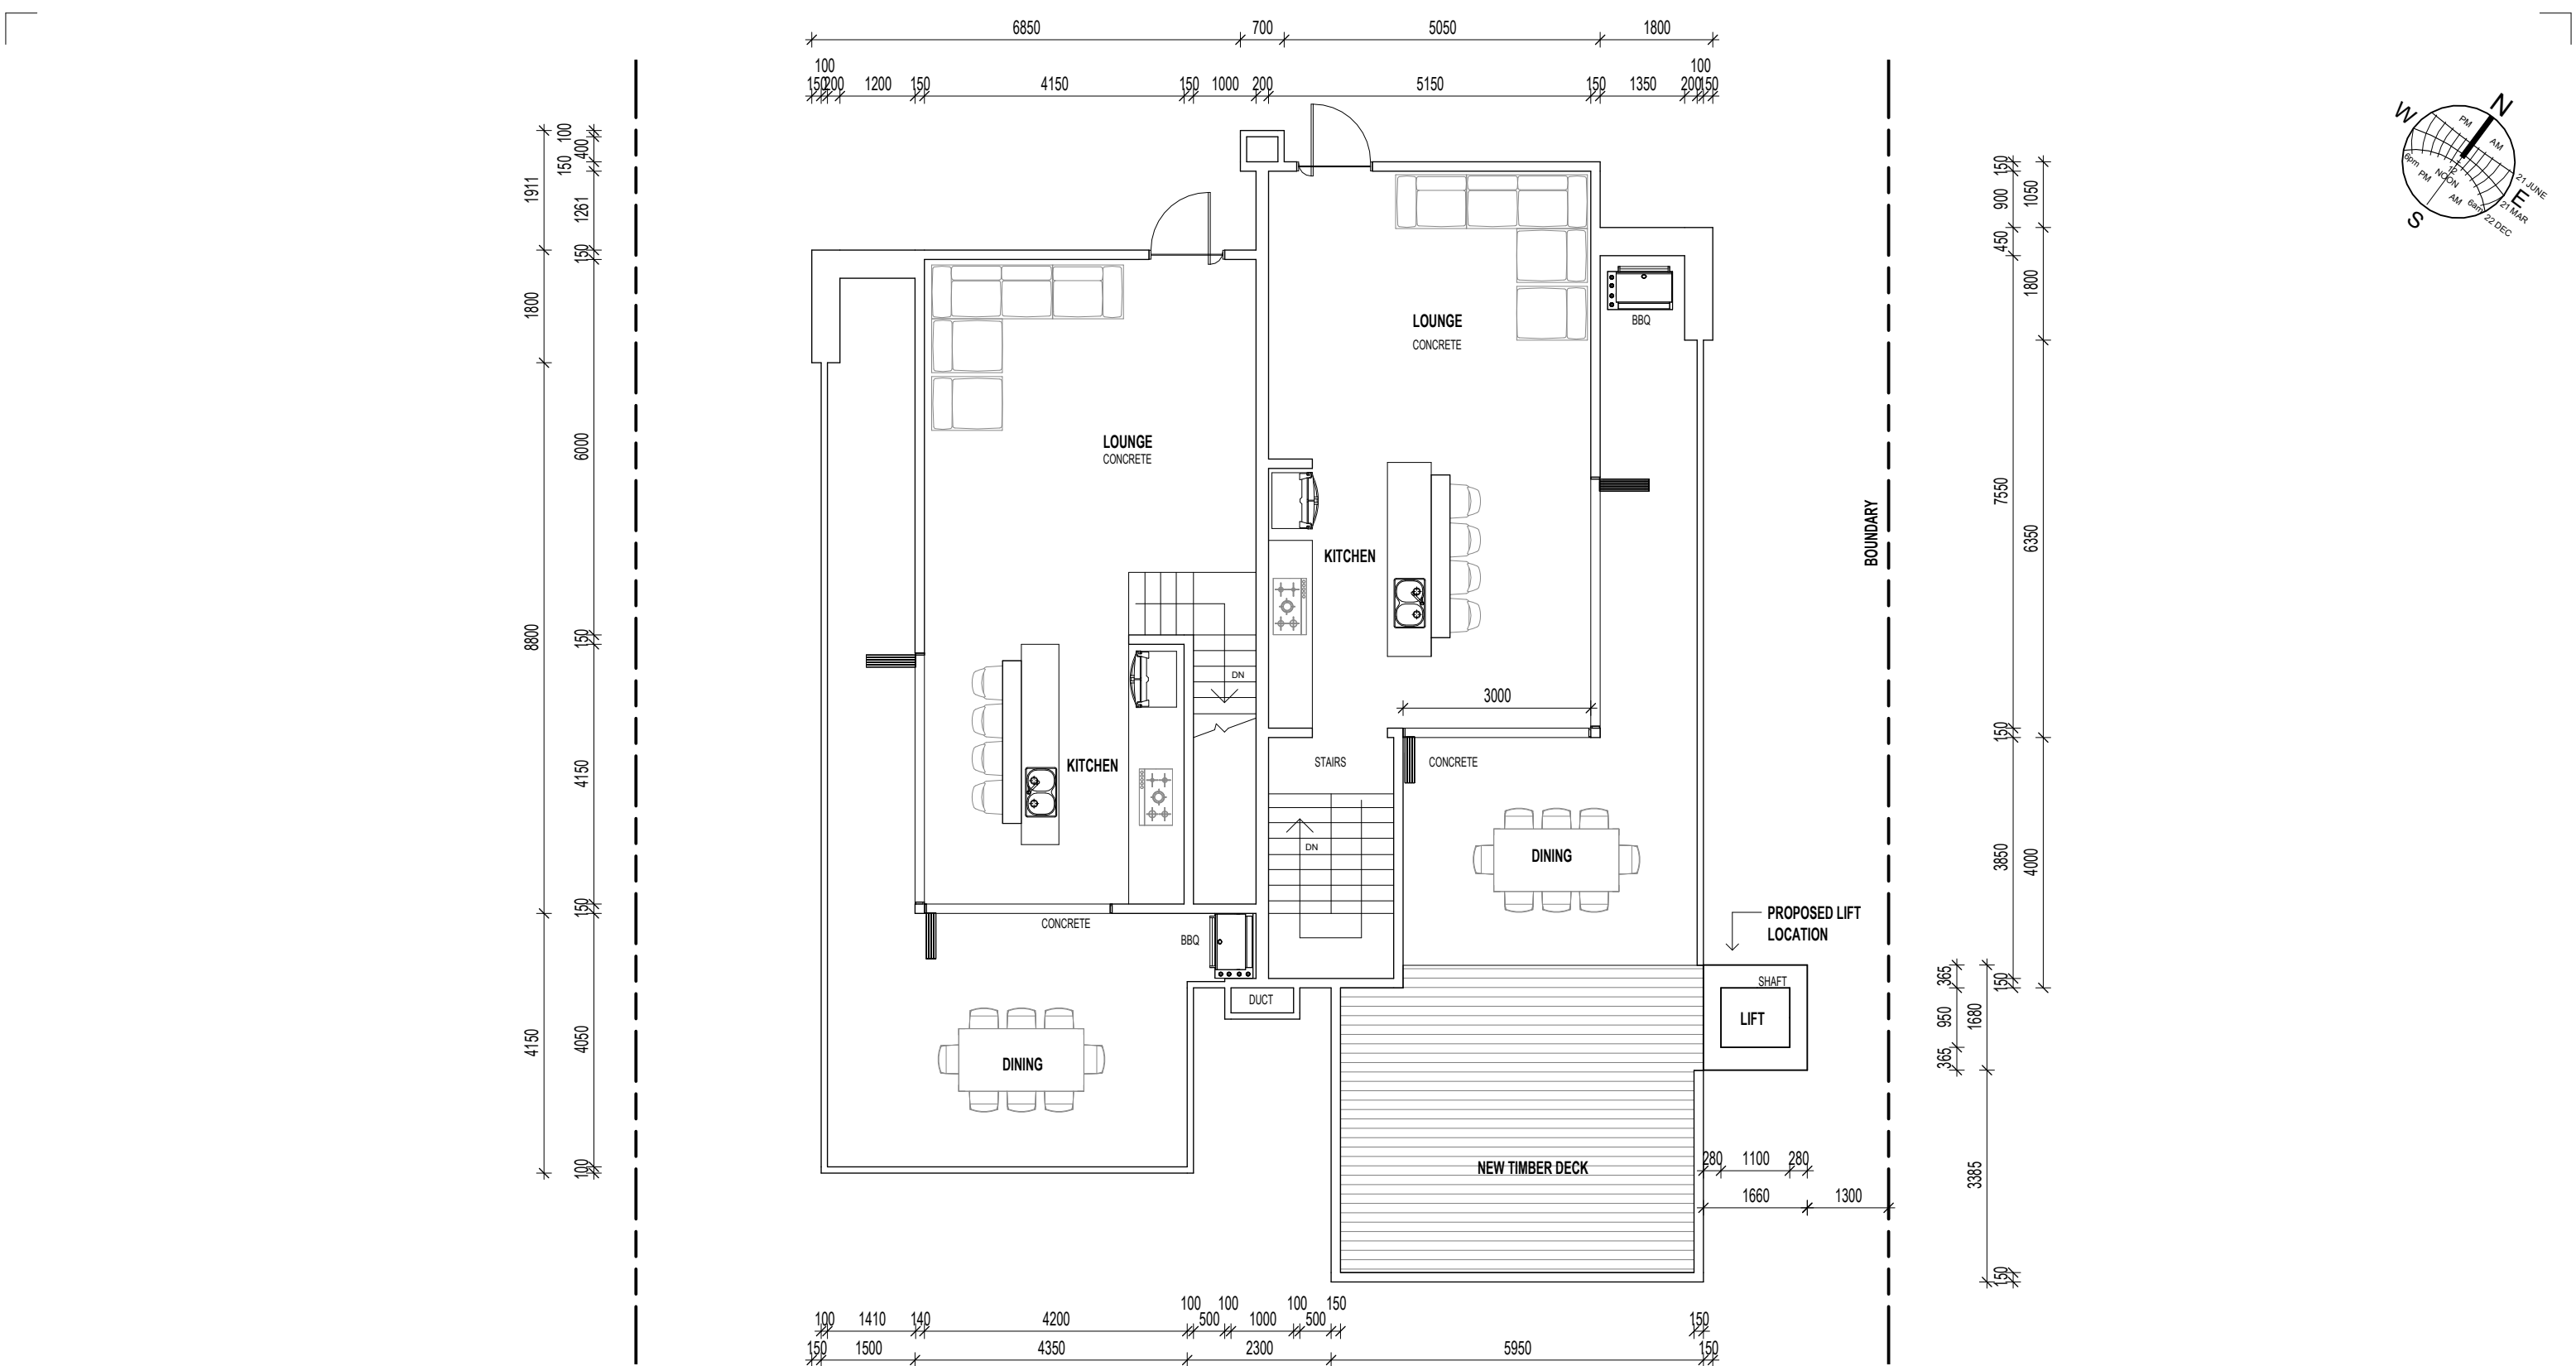 6850 700 5050 1800
100 100
150 200 1200 150 4150 150 1000 200 5150 150 1350 200 150
N
W
PM
AM
6pm
12
NOON
PM
AM
6am
E
S
21 JUNE
21 MAR
22 DEC
1911
1800
8800
4150
100
400
150
1261
150
6000
150
4150
150
4050
100
LOUNGE
CONCRETE
LOUNGE
CONCRETE
BBQ
KITCHEN
DN
KITCHEN
3000
STAIRS
CONCRETE
DN
DINING
CONCRETE
BBQ
DUCT
DINING
NEW TIMBER DECK
BOUNDARY
PROPOSED LIFT
LOCATION
SHAFT
LIFT
280 1100 280
1660 1300
150
900
450
7550
150
3850
150
150
1050
1800
6350
4000
365
950
365
1680
3385
100 100 100 150
100 1410 140 4200 500 1000 500 150
150 1500 4350 2300 5950 150